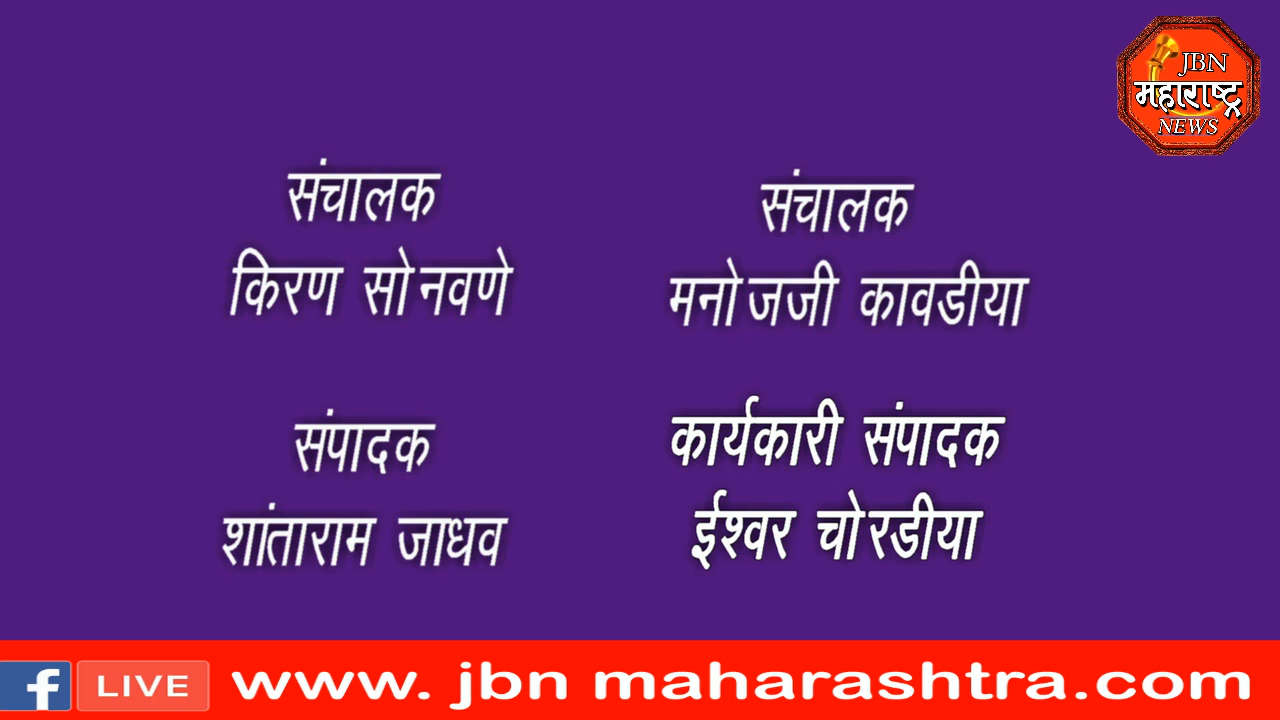 JBN
महाराष्ट्र
NEWS
संचालक
किरण सोनवणे
संचालक
मनोजजी कावडीया
संपादक
शांताराम जाधव
कार्यकारी संपादक
ईश्वर चोरडीया
f LIVE www. jbn maharashtra.com